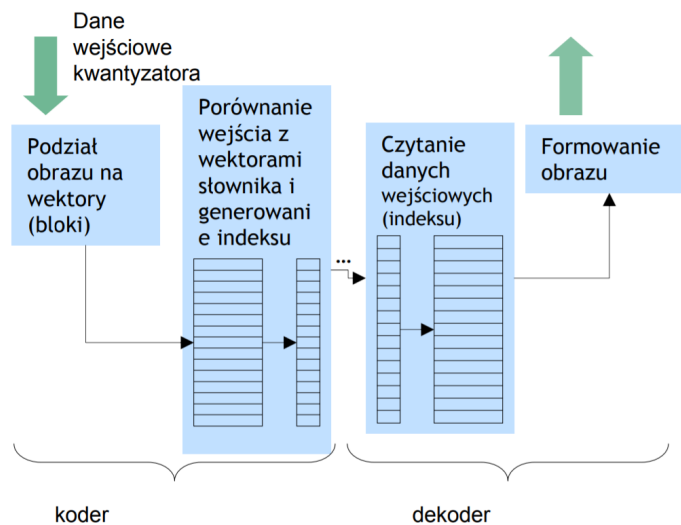 Dane
wejściowe
kwantyzatora
Podział
obrazu na
wektory
(bloki)
Porównanie
wejścia z
wektorami
słownika i
generowani
e indeksu
...
Czytanie
danych
wejściowych
(indeksu)
Formowanie
obrazu
koder
dekoder